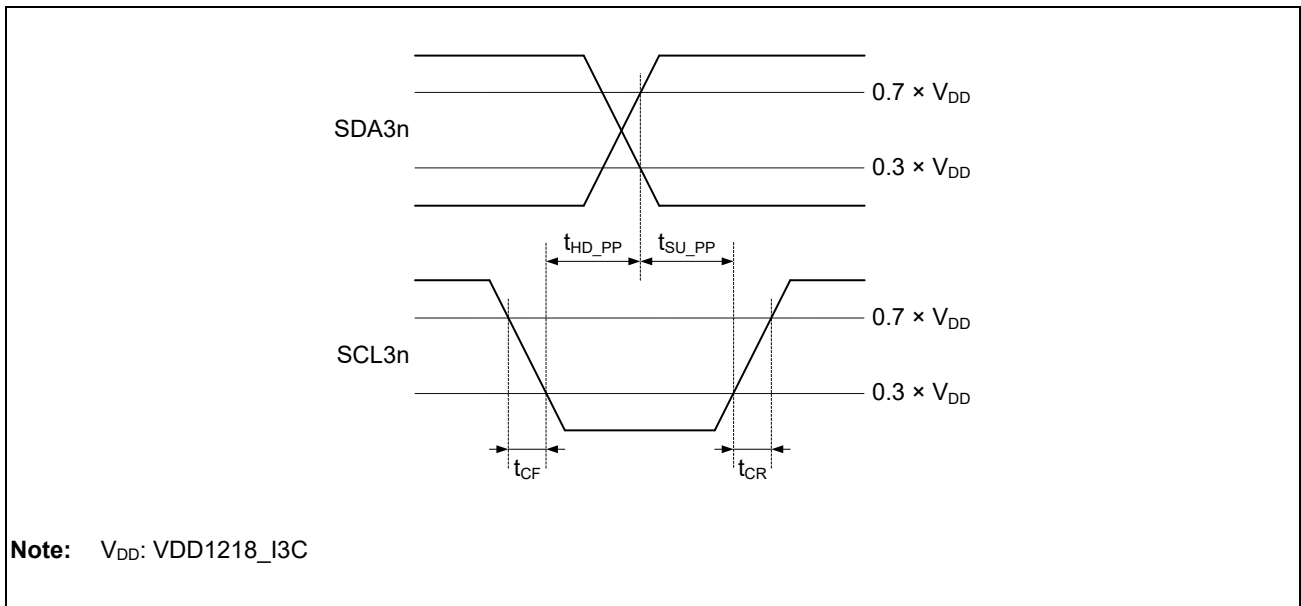 0.7 × VDD
SDA3n
0.3 × VDD
tHD_PP tSU_PP
0.7 × VDD
SCL3n
0.3 × VDD
tCF tCR
Note: VDD: VDD1218_I3C